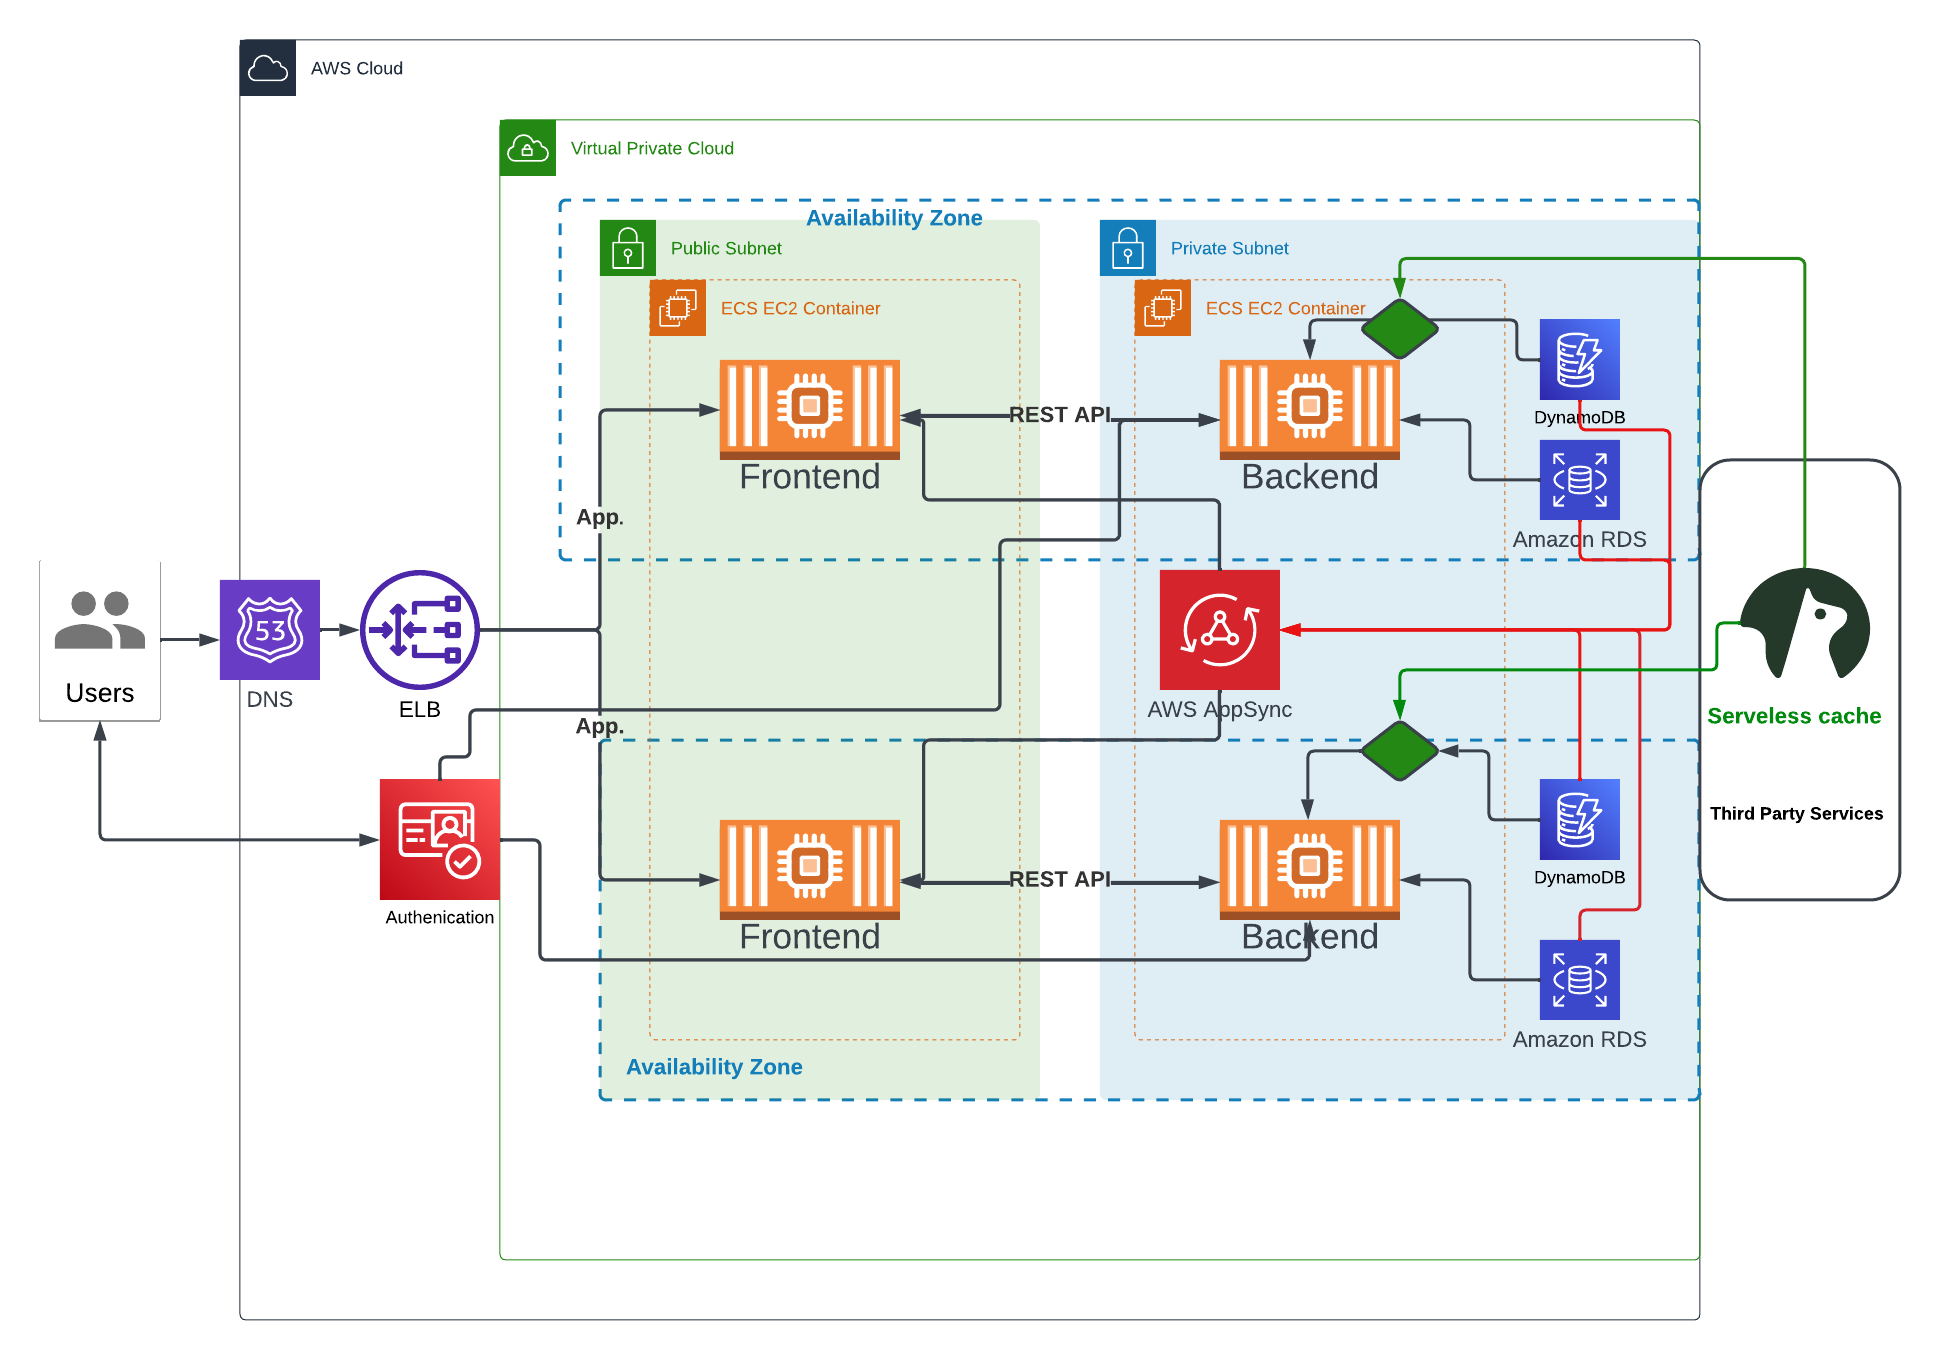 AWS Cloud
Virtual Private Cloud
Availability Zone
Public Subnet
Private Subnet
ECS EC2 Container
ECS EC2 Container
REST API
DynamoDB
Frontend
Backend
App.
Amazon RDS
53
Users
DNS
ELB
AWS AppSync
Serveless cache
App.
Third Party Services
DynamoDB
REST API
Authenication
Frontend
Backend
Amazon RDS
Availability Zone